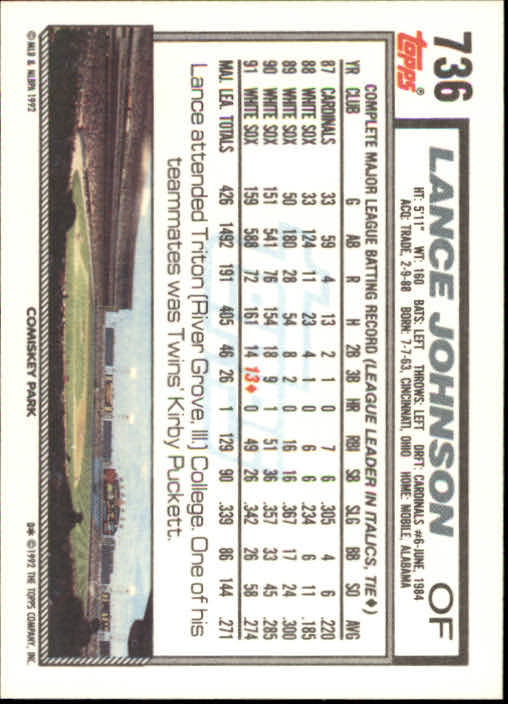 736
topps®
LANCE JOHNSON OF
HT: 5'11" WT: 160 BATS: LEFT THROWS: LEFT DRFT: CARDINALS #6-JUNE, 1984
ACQ: TRADE, 2-9-88 BORN: 7-7-63, CINCINNATI, OHIO HOME: MOBILE, ALABAMA
COMPLETE MAJOR LEAGUE BATTING RECORD (LEAGUE LEADER IN ITALICS, TIE♦)
YR CLUB G AB R H 2B 3B HR RBI SB SLG BB SO AVG
87 CARDINALS 33 59 4 13 2 1 0 7 6 .305 4 6 .220
88 WHITE SOX 33 124 11 23 4 1 0 6 6 .234 6 11 .185
89 WHITE SOX 50 180 28 54 8 2 0 16 16 .367 17 24 .300
90 WHITE SOX 151 541 76 154 18 9 1 51 36 .357 33 45 .285
91 WHITE SOX 159 588 72 161 14 13♦ 0 49 26 .342 26 58 .274
MAJ. LEA. TOTALS 426 1492 191 405 46 26 1 129 90 .339 86 144 .271
Lance attended Triton (River Grove, Ill.) College. One of his
teammates was Twins' Kirby Puckett.
© MLB & MLBPA 1992
COMISKEY PARK
D* © 1992 THE TOPPS COMPANY, INC.